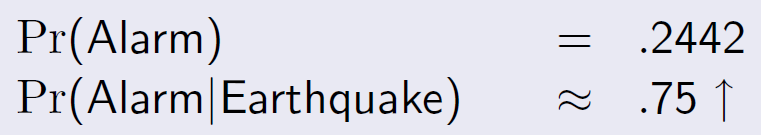 Pr(Alarm) = .2442
Pr(Alarm|Earthquake) ≈ .75 ↑